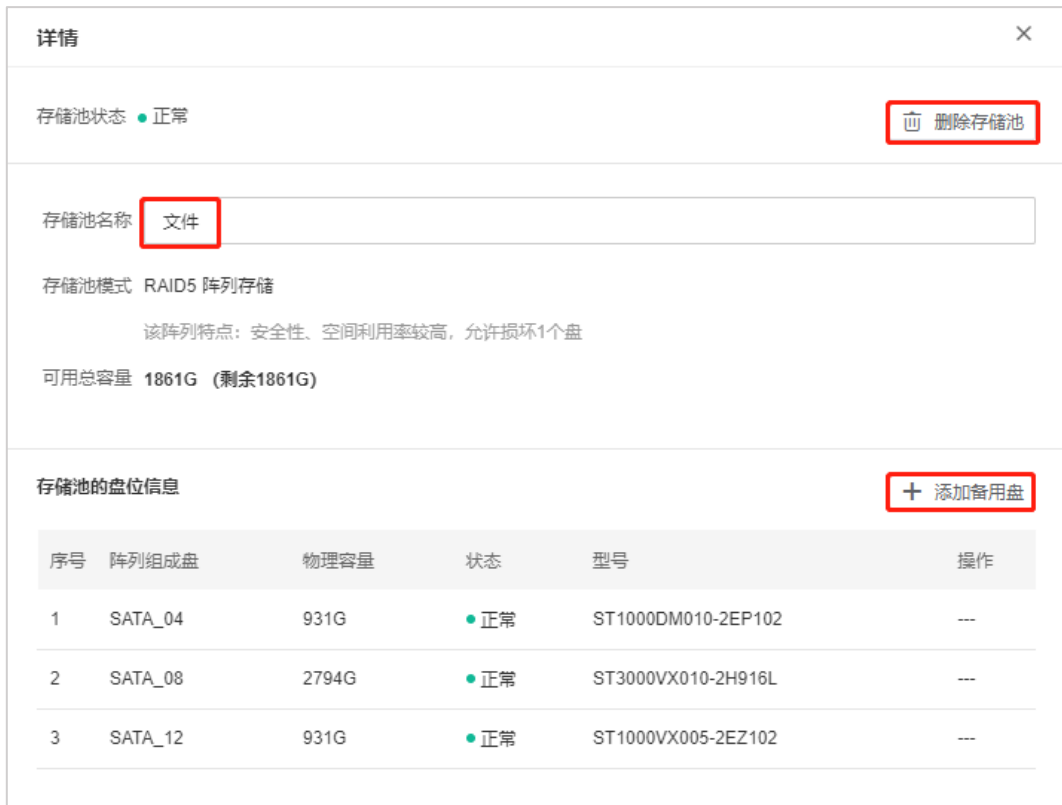 详情
存储池状态 正常 删除存储池
存储池名称 文件
存储池模式 RAID5 阵列存储
该阵列特点：安全性、空间利用率较高，允许损坏1个盘
可用总容量 1861G (剩余1861G)
存储池的盘位信息 添加备用盘
序号 阵列组成盘 物理容量 状态 型号 操作
1 SATA_04 931G 正常 ST1000DM010-2EP102 ---
2 SATA_08 2794G 正常 ST3000VX010-2H916L ---
3 SATA_12 931G 正常 ST1000VX005-2EZ102 ---